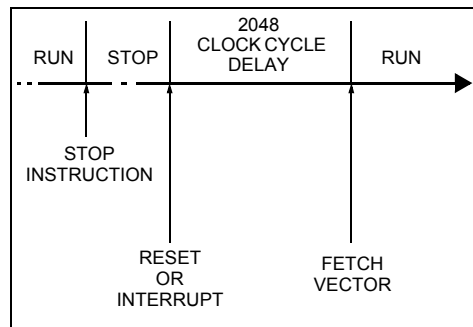 RUN
STOP
2048
CLOCK CYCLE
DELAY
RUN
STOP
INSTRUCTION
RESET
OR
INTERRUPT
FETCH
VECTOR